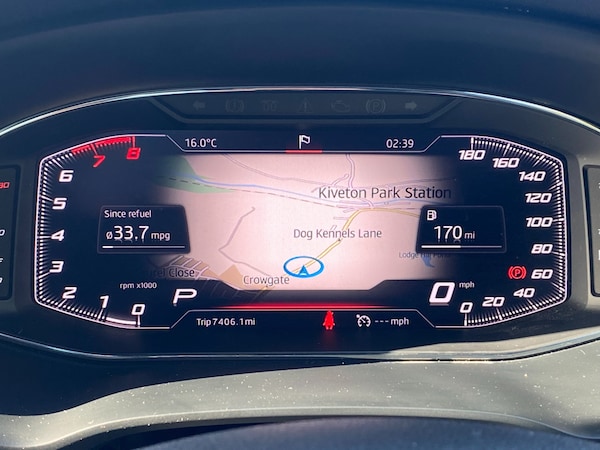 16.0°C
02:39
8
7
6
5
4
3
2
1
0
rpm x1000
180
160
140
120
100
80
60
40
20
0
Kiveton Park Station
Since refuel
ø33.7 mpg
Dog Kennels Lane
170 mi
Close
Crowgate
P
0 mph
Trip 7406.1 mi
--- mph